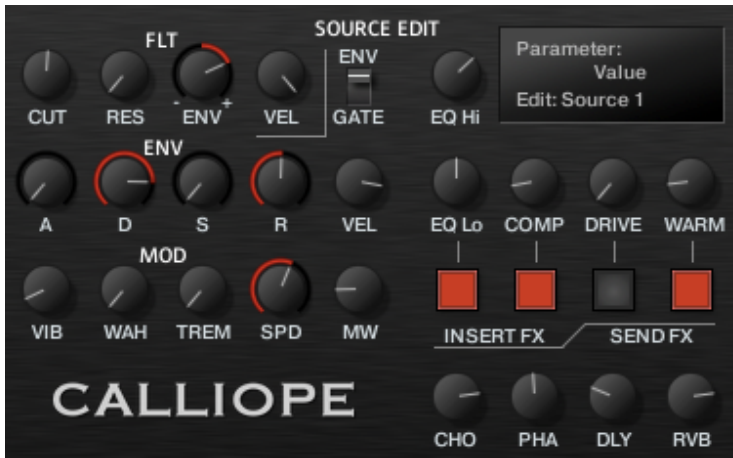 FLT
SOURCE EDIT
ENV
Parameter:
Value
Edit: Source 1
CUT RES - ENV + VEL GATE EQ Hi
ENV
A D S R VEL EQ Lo COMP DRIVE WARM
MOD
VIB WAH TREM SPD MW INSERT FX SEND FX
CALLIOPE
CHO PHA DLY RVB